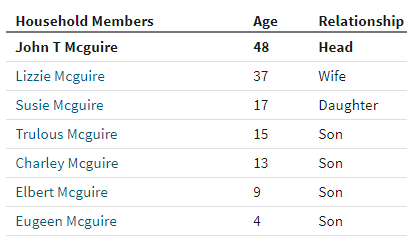 Household Members Age Relationship
John T Mcguire 48 Head
Lizzie Mcguire 37 Wife
Susie Mcguire 17 Daughter
Trulous Mcguire 15 Son
Charley Mcguire 13 Son
Elbert Mcguire 9 Son
Eugeen Mcguire 4 Son